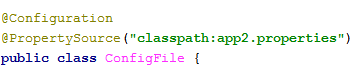 @Configuration
@PropertySource("classpath:app2.properties")
public class ConfigFile {